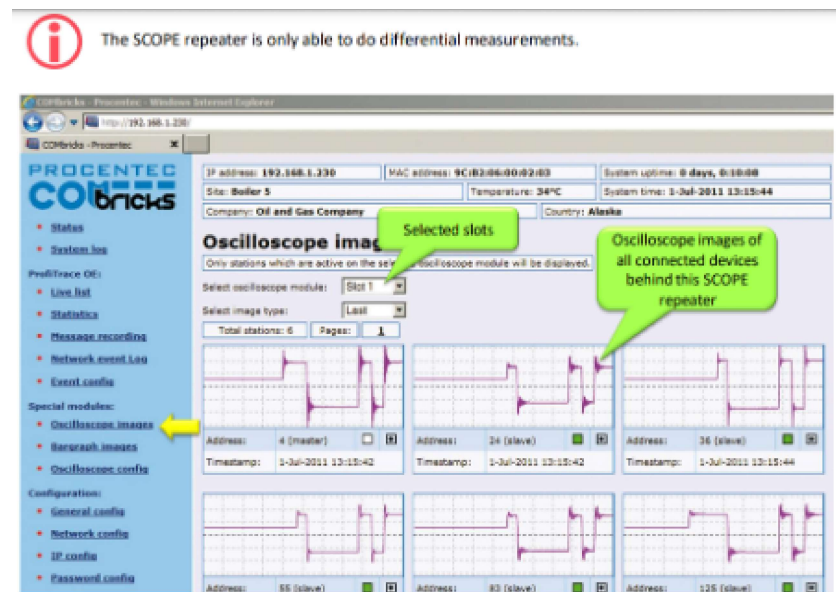 The SCOPE repeater is only able to do differential measurements.
COMbricks - Procentec - Windows Internet Explorer
http://192.168.1.230/
COMbricks - Procentec
PROCENTEC
COMbricks
IP address: 192.168.1.230
MAC address: 9C:B2:06:00:02:03
System uptime: 0 days, 0:10:08
Site: Boiler 5
Temperature: 34°C
System time: 1-Jul-2011 13:15:44
Company: Oil and Gas Company
Country: Alaska
Status
System log
ProfiTrace OE:
Live list
Statistics
Message recording
Network event Log
Event config
Special modules:
Oscilloscope images
Bargraph images
Oscilloscope config
Configuration:
General config
Network config
IP config
Password config
Selected slots
Oscilloscope images of
all connected devices
behind this SCOPE
repeater
Oscilloscope imag
Only stations which are active on the sele oscilloscope module will be displayed.
Select oscilloscope module: Slot 1
Select image type: Last
Total stations: 6 Pages: 1
Address: 4 (master)
Timestamp: 1-Jul-2011 13:15:42
Address: 24 (slave)
Timestamp: 1-Jul-2011 13:15:42
Address: 36 (slave)
Timestamp: 1-Jul-2011 13:15:44
Address: 55 (slave)
Address: 83 (slave)
Address: 125 (slave)